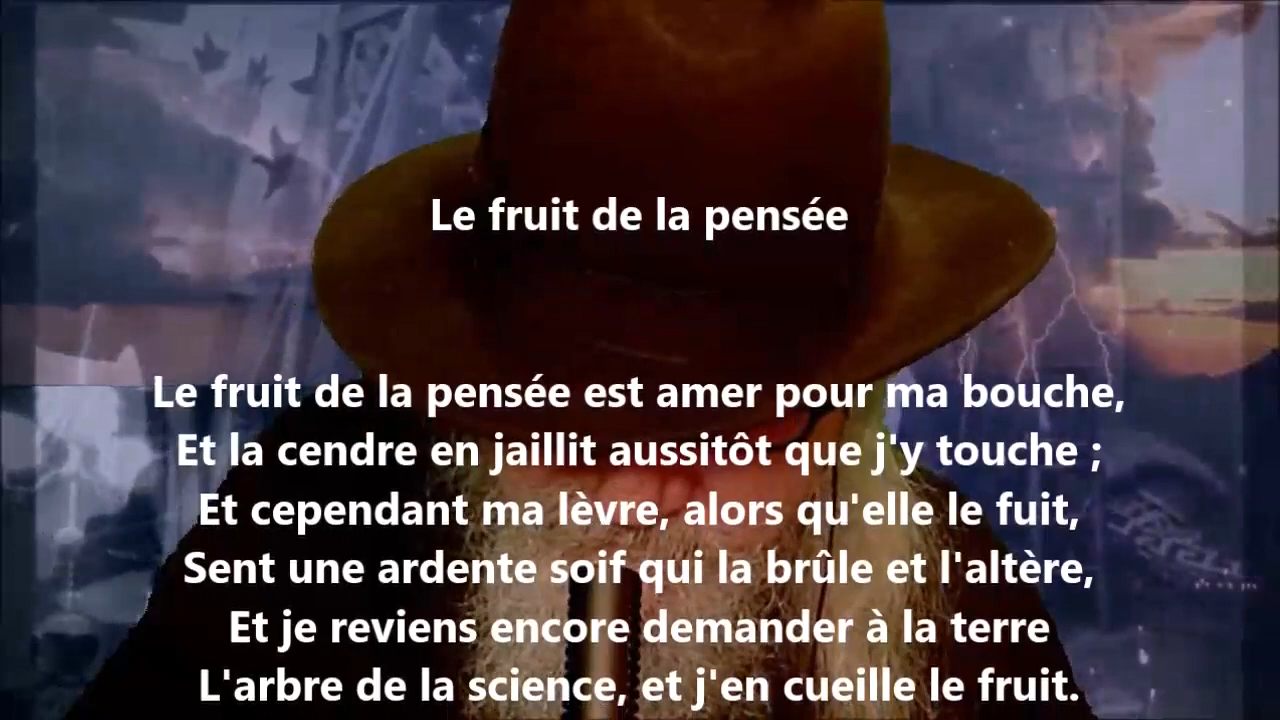 Le fruit de la pensée
Le fruit de la pensée est amer pour ma bouche,
Et la cendre en jaillit aussitôt que j'y touche ;
Et cependant ma lèvre, alors qu'elle le fuit,
Sent une ardente soif qui la brûle et l'altère,
Et je reviens encore demander à la terre
L'arbre de la science, et j'en cueille le fruit.